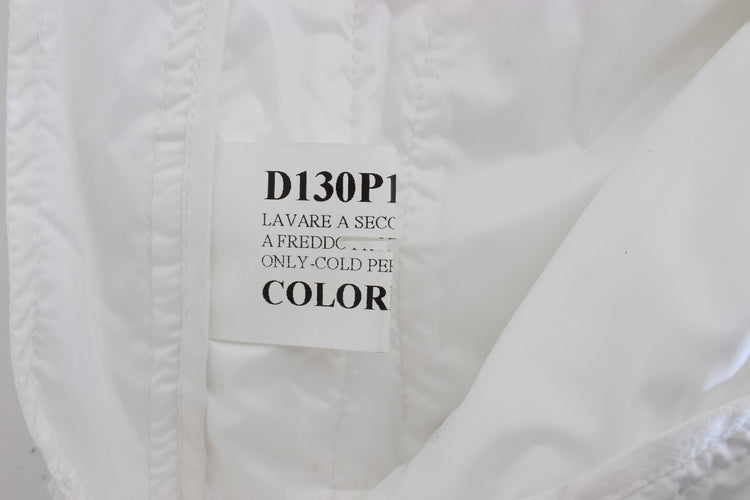 D130P1
LAVARE A SECC
A FREDDO
ONLY-COLD PER
COLOR